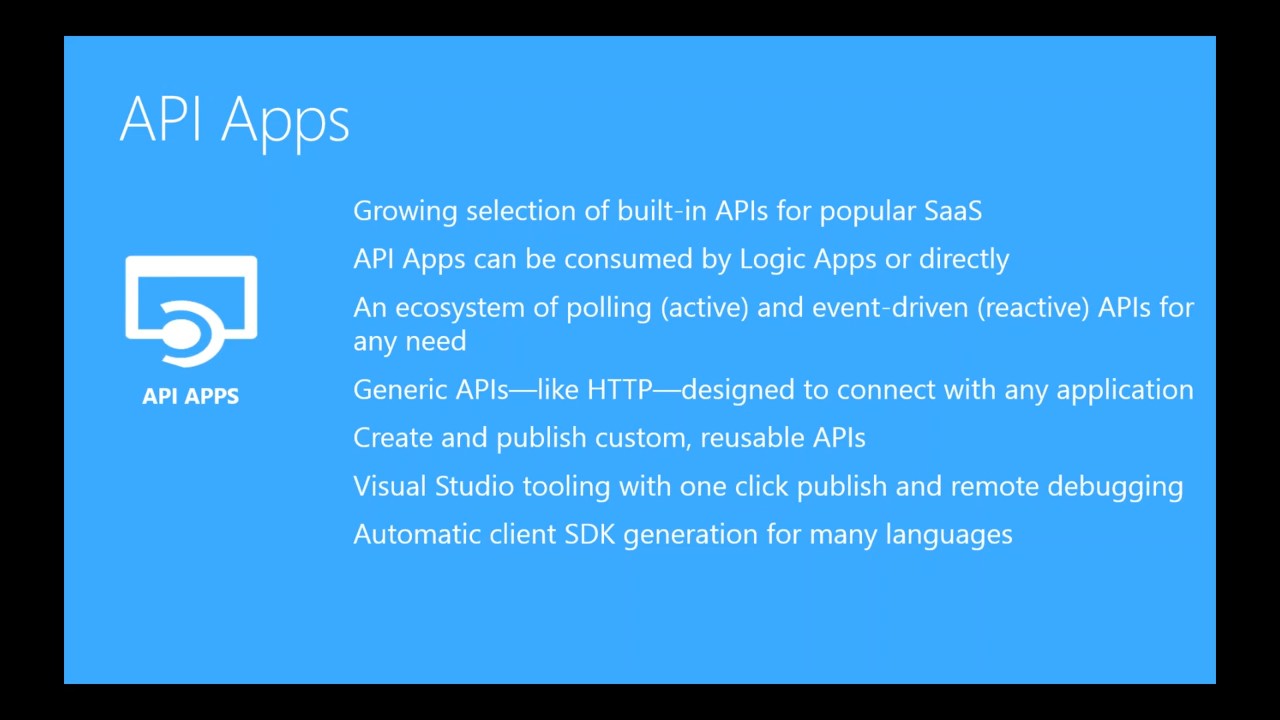 API Apps
Growing selection of built-in APIs for popular SaaS
API Apps can be consumed by Logic Apps or directly
An ecosystem of polling (active) and event-driven (reactive) APIs for
any need
API APPS
Generic APIs—like HTTP—designed to connect with any application
Create and publish custom, reusable APIs
Visual Studio tooling with one click publish and remote debugging
Automatic client SDK generation for many languages